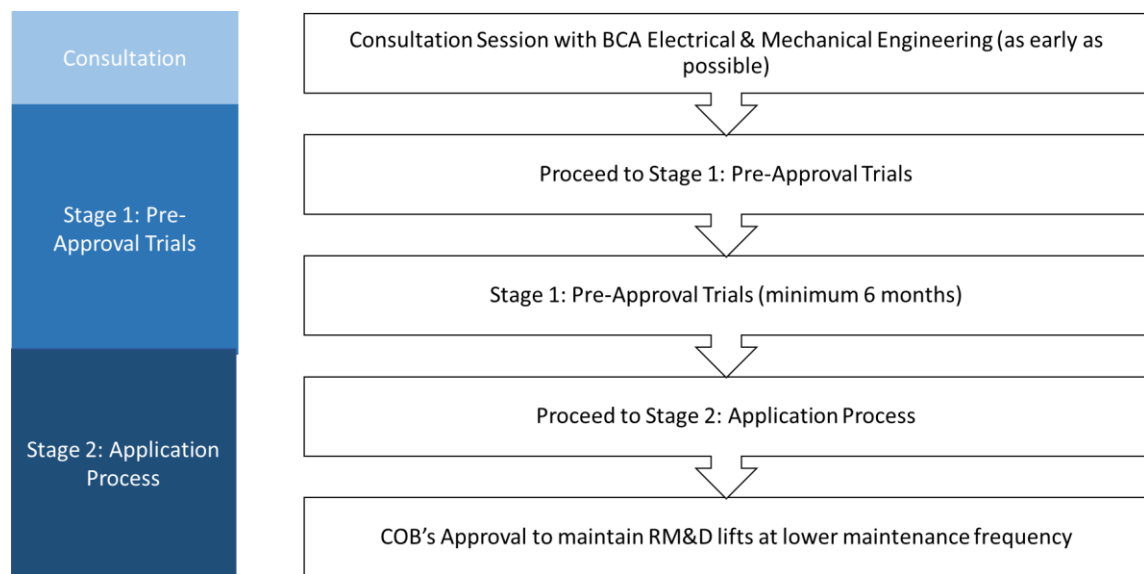 Consultation
Consultation Session with BCA Electrical & Mechanical Engineering (as early as
possible)
Stage 1: Pre-
Approval Trials
Proceed to Stage 1: Pre-Approval Trials
Stage 1: Pre-Approval Trials (minimum 6 months)
Stage 2: Application
Process
Proceed to Stage 2: Application Process
COB's Approval to maintain RM&D lifts at lower maintenance frequency